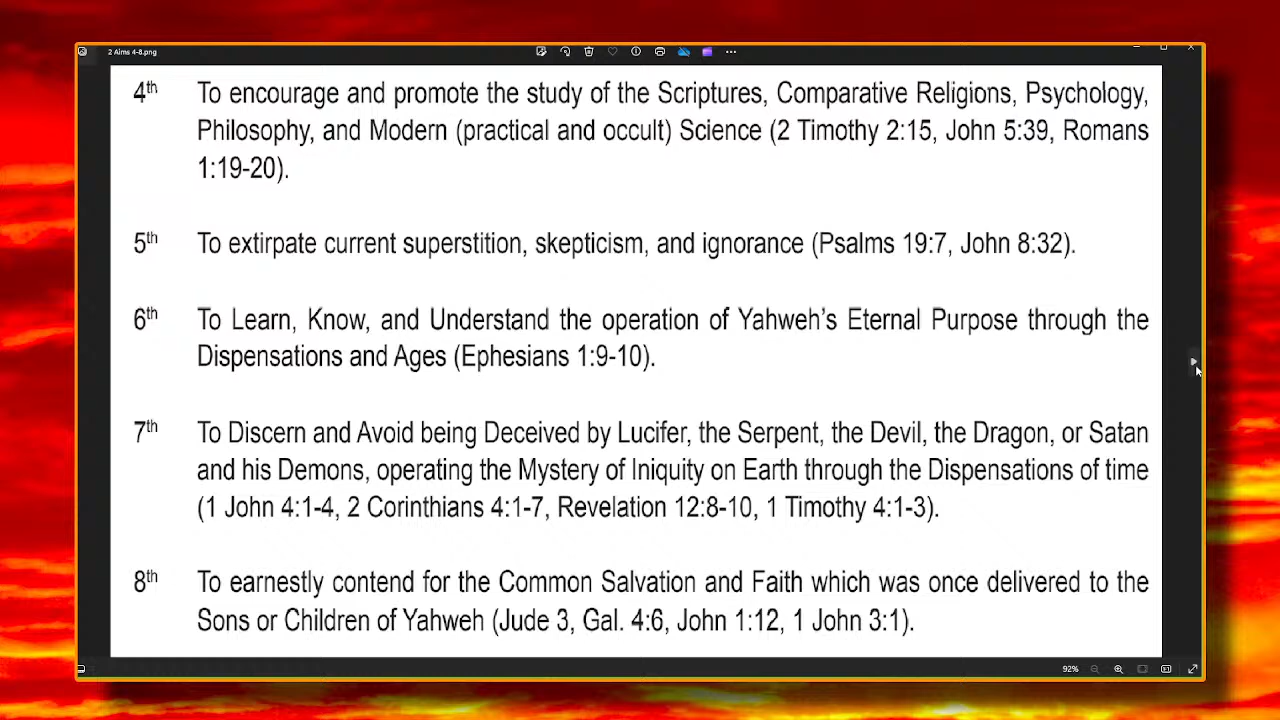 2 Aims 4-8.png
4th To encourage and promote the study of the Scriptures, Comparative Religions, Psychology,
Philosophy, and Modern (practical and occult) Science (2 Timothy 2:15, John 5:39, Romans
1:19-20).
5th To extirpate current superstition, skepticism, and ignorance (Psalms 19:7, John 8:32).
6th To Learn, Know, and Understand the operation of Yahweh's Eternal Purpose through the
Dispensations and Ages (Ephesians 1:9-10).
7th To Discern and Avoid being Deceived by Lucifer, the Serpent, the Devil, the Dragon, or Satan
and his Demons, operating the Mystery of Iniquity on Earth through the Dispensations of time
(1 John 4:1-4, 2 Corinthians 4:1-7, Revelation 12:8-10, 1 Timothy 4:1-3).
8th To earnestly contend for the Common Salvation and Faith which was once delivered to the
Sons or Children of Yahweh (Jude 3, Gal. 4:6, John 1:12, 1 John 3:1).
92%